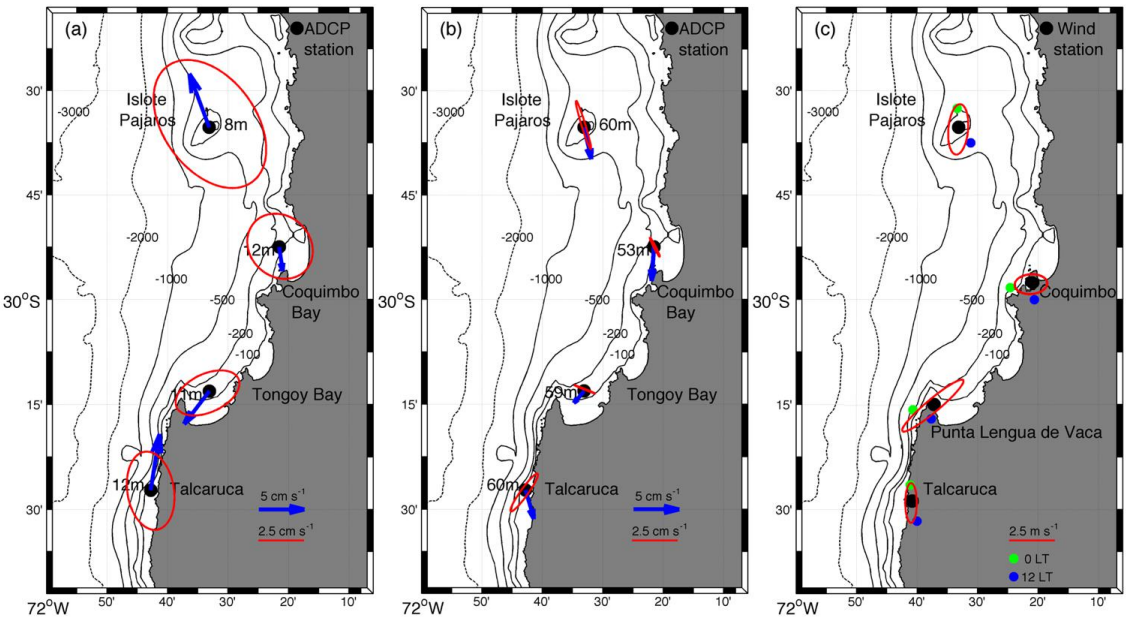 (a)
ADCP
station
30'
-3000
Islote
Pajaros
8m
45'
-2000
12m
-1000
30°S
Coquimbo
Bay
-500
-200
-100
11m
Tongoy Bay
15'
12m
Talcaruca
5 cm s⁻¹
30'
2.5 cm s⁻¹
72°W
50'
40'
30'
20'
10'
(b)
ADCP
station
30'
-3000
Islote
Pajaros
60m
45'
-2000
53m
-1000
30°S
Coquimbo
Bay
-500
-200
-100
59m
Tongoy Bay
15'
60m
Talcaruca
5 cm s⁻¹
30'
2.5 cm s⁻¹
72°W
50'
40'
30'
20'
10'
(c)
Wind
station
30'
-3000
Islote
Pajaros
45'
-2000
-1000
30°S
Coquimbo
-500
-200
-100
15'
Punta Lengua de Vaca
Talcaruca
30'
2.5 m s⁻¹
0 LT
12 LT
72°W
50'
40'
30'
20'
10'